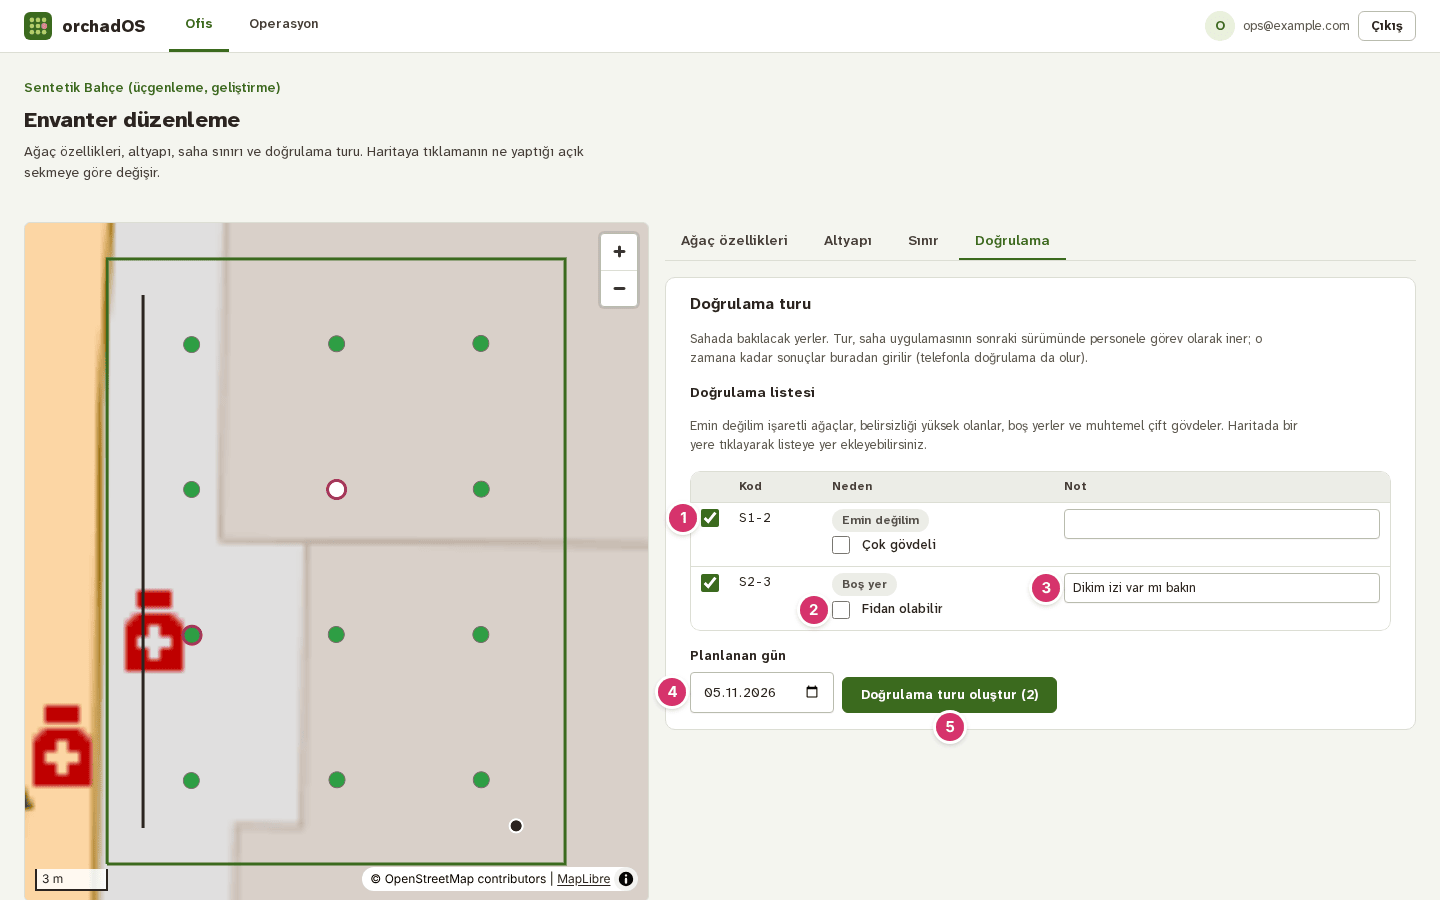 orchadOS
Ofis
Operasyon
O
ops@example.com
Çıkış
Sentetik Bahçe (üçgenleme, geliştirme)
Envanter düzenleme
Ağaç özellikleri, altyapı, saha sınırı ve doğrulama turu. Haritaya tıklamanın ne yaptığı açık
sekmeye göre değişir.
+
−
3 m
© OpenStreetMap contributors | MapLibre
Ağaç özellikleri
Altyapı
Sınır
Doğrulama
Doğrulama turu
Sahada bakılacak yerler. Tur, saha uygulamasının sonraki sürümünde personele görev olarak iner; o
zamana kadar sonuçlar buradan girilir (telefonla doğrulama da olur).
Doğrulama listesi
Emin değilim işaretli ağaçlar, belirsizliği yüksek olanlar, boş yerler ve muhtemel çift gövdeler. Haritada bir
yere tıklayarak listeye yer ekleyebilirsiniz.
Kod
Neden
Not
1
S1-2
Emin değilim
Çok gövdeli
S2-3
Boş yer
3
Dikim izi var mı bakın
2
Fidan olabilir
Planlanan gün
4
05.11.2026
Doğrulama turu oluştur (2)
5